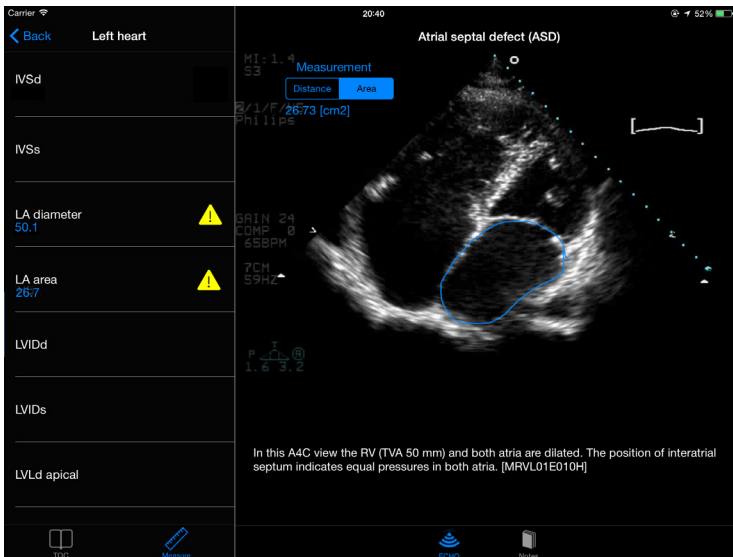 Carrier
20:40
52%
Back
Left heart
Atrial septal defect (ASD)
IVSd
IVSs
LA diameter
50.1
LA area
26.7
LVIDd
LVIDs
LVLd apical
TOC
Measure
MI: 1.4
S3
Measurement
Distance
Area
26.73 [cm2]
Philips
GAIN 24
COMP 0
65BPM
7CM
59HZ
P
R
1.6 3.2
In this A4C view the RV (TVA 50 mm) and both atria are dilated. The position of interatrial
septum indicates equal pressures in both atria. [MRVL01E010H]
ECHO
Notes